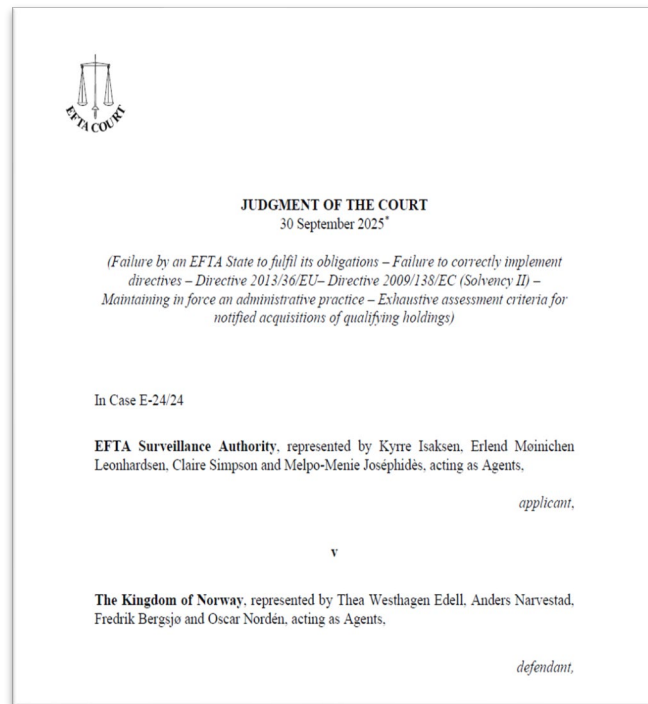 EFTA COURT
JUDGMENT OF THE COURT
30 September 2025*
(Failure by an EFTA State to fulfil its obligations – Failure to correctly implement
directives – Directive 2013/36/EU– Directive 2009/138/EC (Solvency II) –
Maintaining in force an administrative practice – Exhaustive assessment criteria for
notified acquisitions of qualifying holdings)
In Case E-24/24
EFTA Surveillance Authority, represented by Kyrre Isaksen, Erlend Møinichen
Leonhardsen, Claire Simpson and Melpo-Menie Joséphidès, acting as Agents,
applicant,
v
The Kingdom of Norway, represented by Thea Westhagen Edell, Anders Narvestad,
Fredrik Bergsjø and Oscar Nordén, acting as Agents,
defendant,